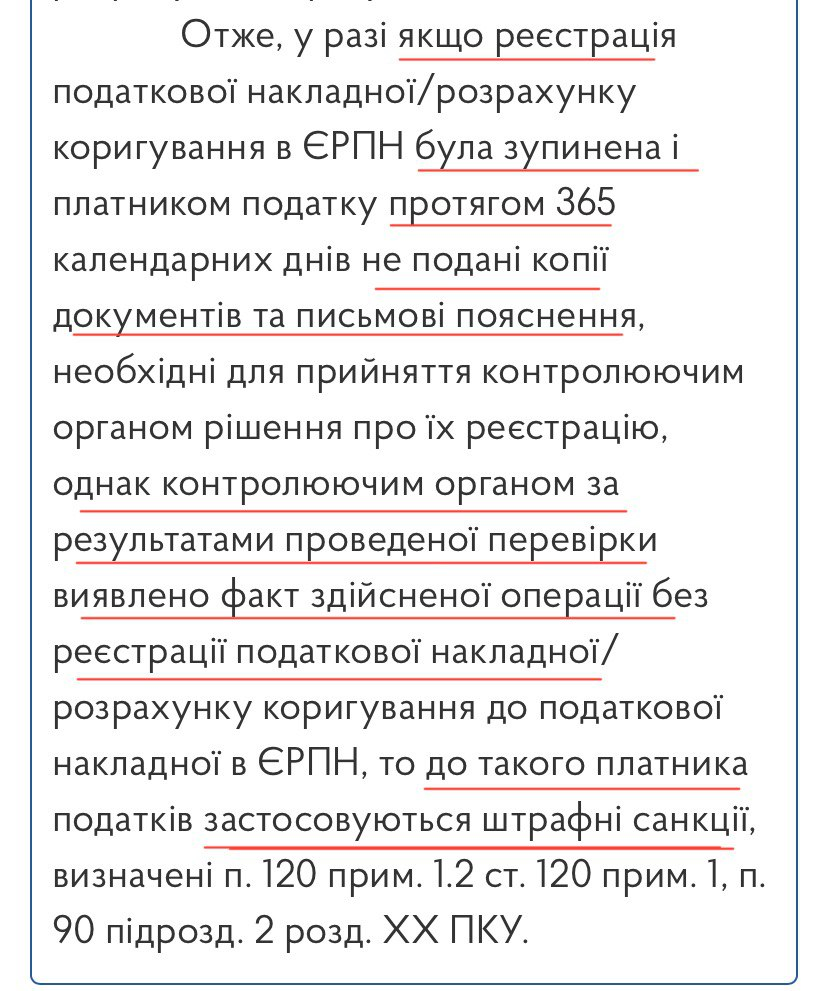 Отже, у разі якщо реєстрація
податкової накладної/розрахунку
коригування в ЄРПН була зупинена і
платником податку протягом 365
календарних днів не подані копії
документів та письмові пояснення,
необхідні для прийняття контролюючим
органом рішення про їх реєстрацію,
однак контролюючим органом за
результатами проведеної перевірки
виявлено факт здійсненої операції без
реєстрації податкової накладної/
розрахунку коригування до податкової
накладної в ЄРПН, то до такого платника
податків застосовуються штрафні санкції,
визначені п. 120 прим. 1.2 ст. 120 прим. 1, п.
90 підрозд. 2 розд. XX ПКУ.